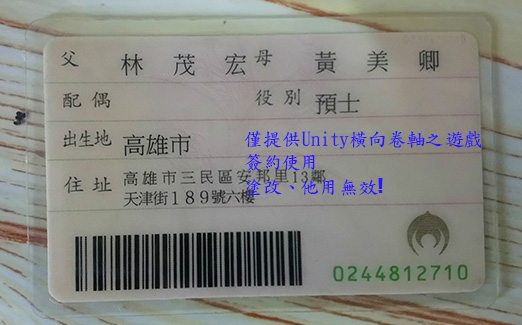 父 林茂宏 母 黃美卿
配偶 役別 預士
出生地 高雄市
住址 高雄市三民區安邦里13鄰
天津街189號六樓
僅提供Unity橫向卷軸之遊戲
簽約使用
塗改、他用無效!
0244812710